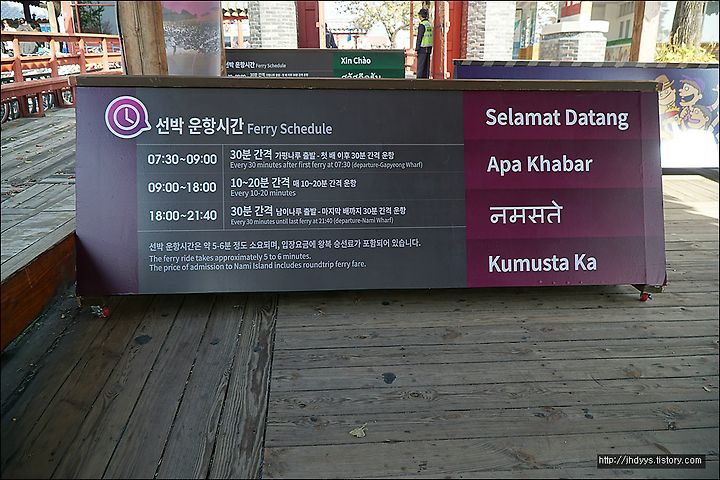 선박 운항시간 Ferry Schedule
Xin Chào
선박 운항시간 Ferry Schedule
07:30~09:00 30분 간격 가평나루 출발 - 첫 배 이후 30분 간격 운항
Every 30 minutes after first ferry at 07:30 (departure-Gapyeong Wharf)
09:00~18:00 10~20분 간격 매 10~20분 간격 운항
Every 10-20 minutes
18:00~21:40 30분 간격 남이나루 출발 - 마지막 배까지 30분 간격 운항
Every 30 minutes until last ferry at 21:40 (departure-Nami Wharf)
선박 운항시간은 약 5-6분 정도 소요되며, 입장요금에 왕복 승선료가 포함되어 있습니다.
The ferry ride takes approximately 5 to 6 minutes.
The price of admission to Nami Island includes roundtrip ferry fare.
Selamat Datang
Apa Khabar
नमस्ते
Kumusta Ka
http://jhdyys.tistory.com